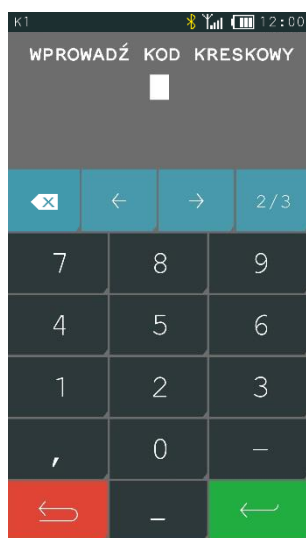 K1 12:00
WPROWADŹ KOD KRESKOWY
← → 2/3
7 8 9
4 5 6
1 2 3
, 0 –
_